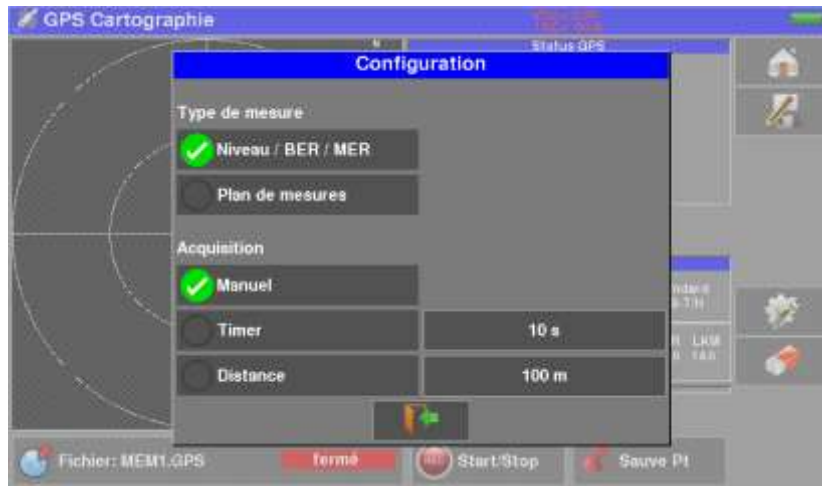 GPS Cartographie
N
Status GPS
Configuration
Type de mesure
Niveau / BER / MER
Plan de mesures
Acquisition
Manuel
Timer
10 s
Distance
100 m
Fichier: MEM1.GPS
fermé
Start/Stop
Sauve Pt